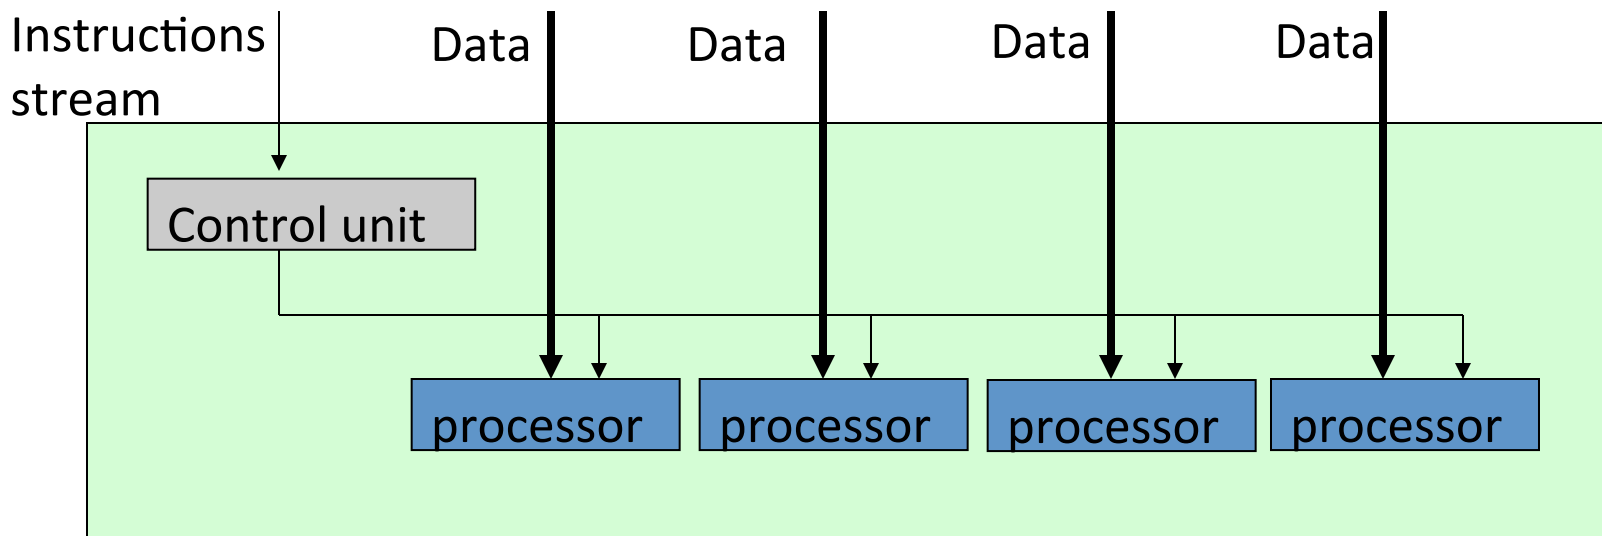 Instructions
stream
Data
Data
Data
Data
Control unit
processor
processor
processor
processor